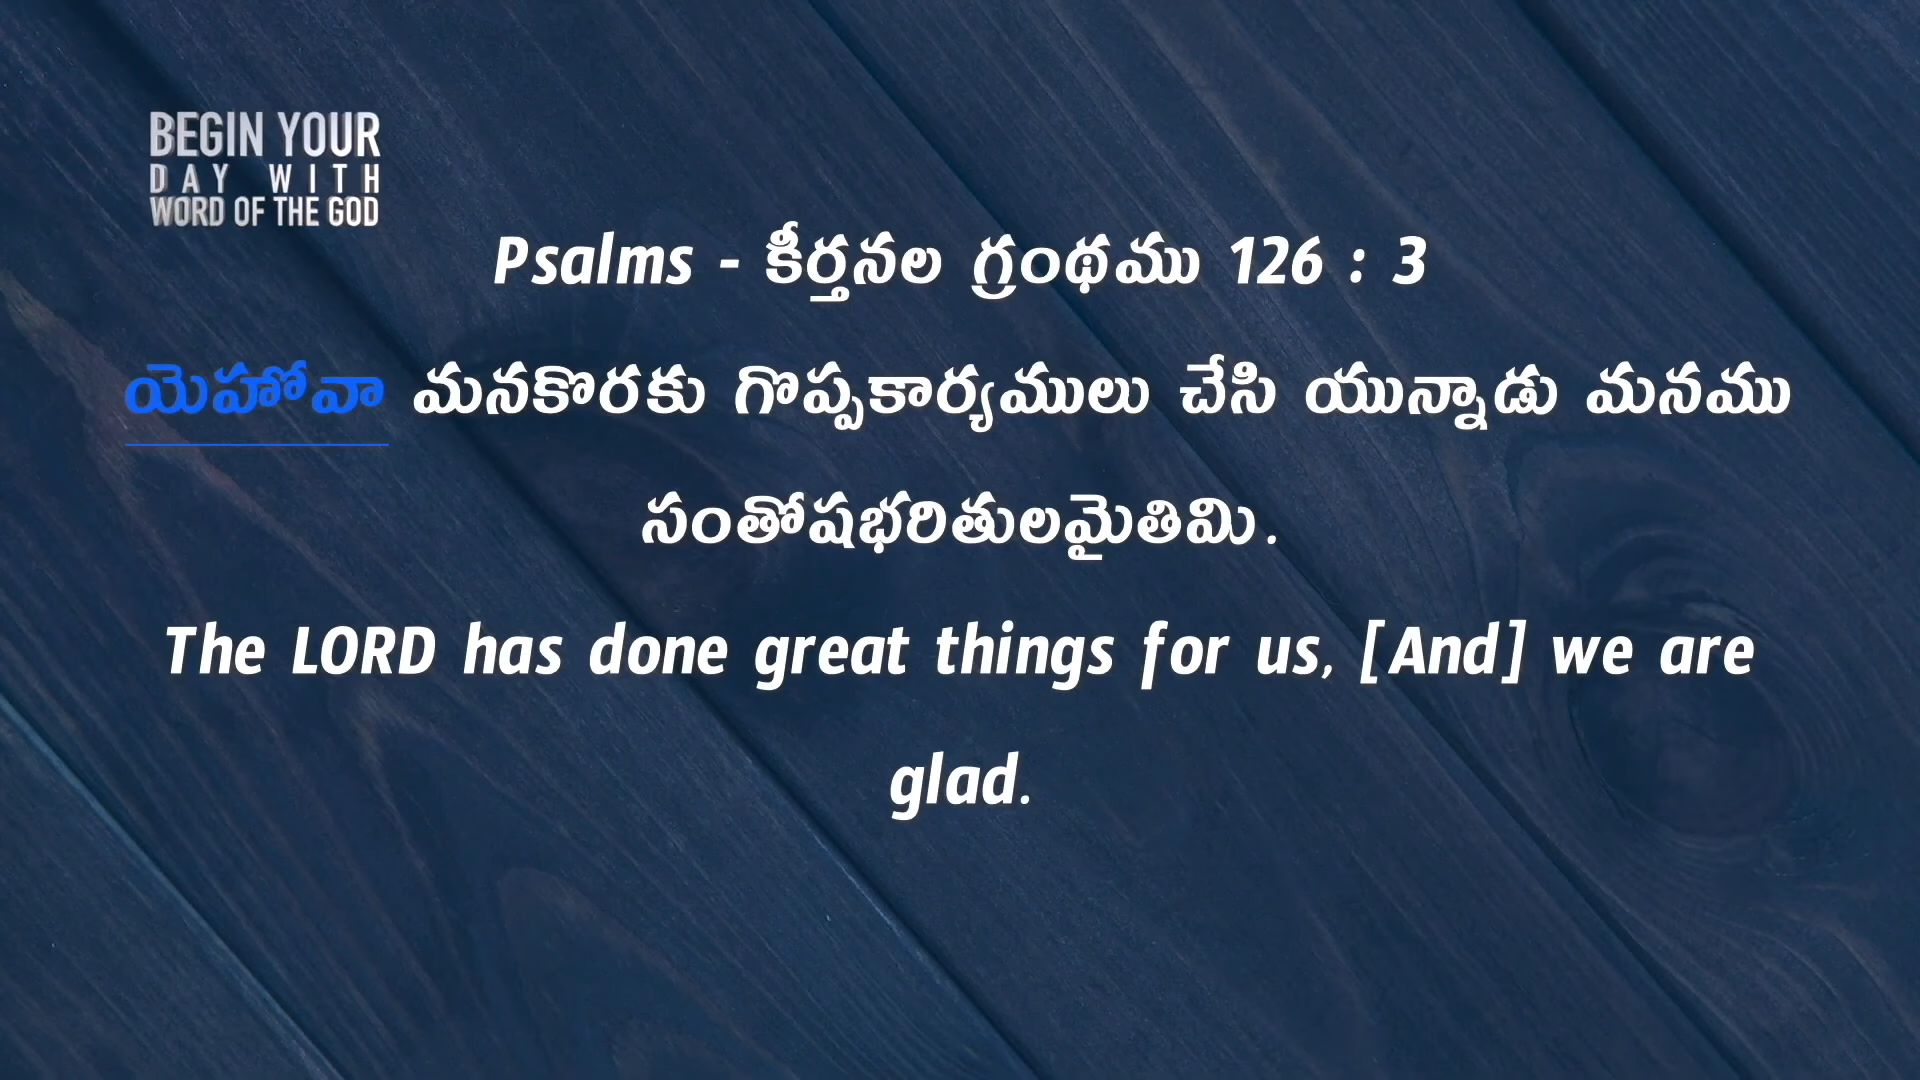 BEGIN YOUR
DAY WITH
WORD OF THE GOD
Psalms - కీర్తనల గ్రంథము 126 : 3
యెహోవా మనకొరకు గొప్పకార్యములు చేసి యున్నాడు మనము
సంతోషభరితులమైతిమి.
The LORD has done great things for us, [And] we are
glad.